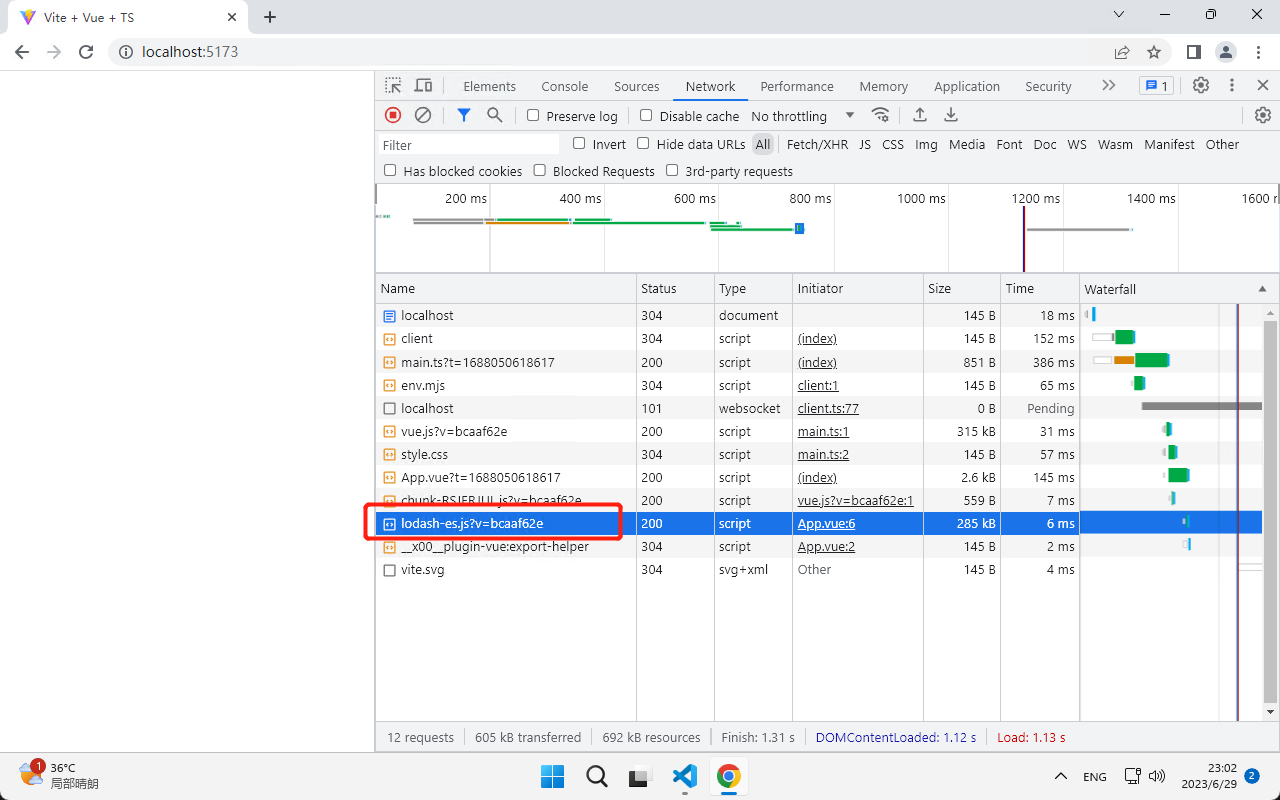 Vite + Vue + TS
localhost:5173
Elements Console Sources Network Performance Memory Application Security 1
Preserve log Disable cache No throttling
Filter Invert Hide data URLs All Fetch/XHR JS CSS Img Media Font Doc WS Wasm Manifest Other
Has blocked cookies Blocked Requests 3rd-party requests
200 ms 400 ms 600 ms 800 ms 1000 ms 1200 ms 1400 ms 1600 r
Name Status Type Initiator Size Time Waterfall
localhost 304 document 145 B 18 ms
client 304 script (index) 145 B 152 ms
main.ts?t=1688050618617 200 script (index) 851 B 386 ms
env.mjs 304 script client:1 145 B 65 ms
localhost 101 websocket client.ts:77 0 B Pending
vue.js?v=bcaaf62e 200 script main.ts:1 315 kB 31 ms
style.css 304 script main.ts:2 145 B 57 ms
App.vue?t=1688050618617 200 script (index) 2.6 kB 145 ms
200 script vue.js?v=bcaaf62e:1 559 B 7 ms
lodash-es.js?v=bcaaf62e 200 script App.vue:6 285 kB 6 ms
__x00__plugin-vue:export-helper 304 script App.vue:2 145 B 2 ms
vite.svg 304 svg+xml Other 145 B 4 ms
12 requests 605 kB transferred 692 kB resources Finish: 1.31 s DOMContentLoaded: 1.12 s Load: 1.13 s
1 36°C
局部晴朗
ENG
23:02
2023/6/29
2